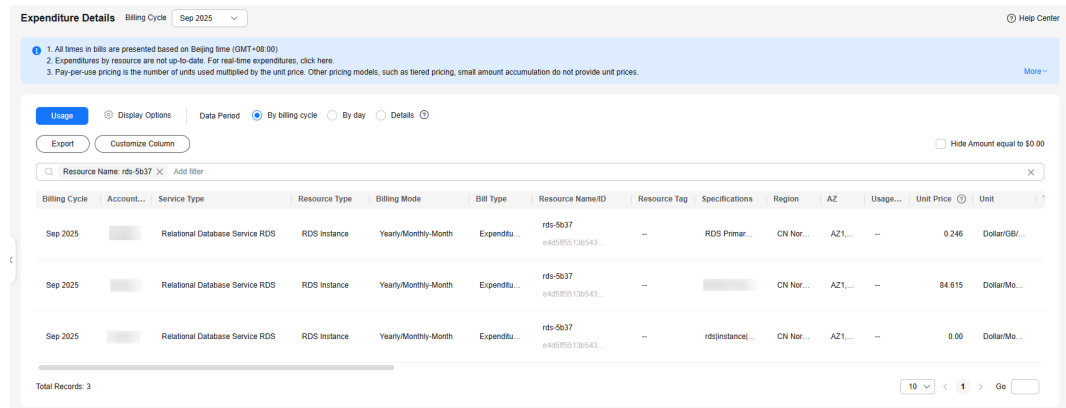 Expenditure Details Billing Cycle Sep 2025 Help Center
1. All times in bills are presented based on Beijing time (GMT+08:00)
2. Expenditures by resource are not up-to-date. For real-time expenditures, click here.
3. Pay-per-use pricing is the number of units used multiplied by the unit price. Other pricing models, such as tiered pricing, small amount accumulation do not provide unit prices. More
Usage Display Options Data Period By billing cycle By day Details
Export Customize Column Hide Amount equal to $0.00
Resource Name: rds-5b37 Add filter
Billing Cycle Account... Service Type Resource Type Billing Mode Bill Type Resource Name/ID Resource Tag Specifications Region AZ Usage... Unit Price Unit
Sep 2025 Relational Database Service RDS RDS Instance Yearly/Monthly-Month Expenditu... rds-5b37 -- RDS Primar... CN Nor... AZ1,... -- 0.246 Dollar/GB/...
e4d5ff5513b543...
Sep 2025 Relational Database Service RDS RDS Instance Yearly/Monthly-Month Expenditu... rds-5b37 -- CN Nor... AZ1,... -- 84.615 Dollar/Mo...
e4d5ff5513b543...
Sep 2025 Relational Database Service RDS RDS Instance Yearly/Monthly-Month Expenditu... rds-5b37 -- rds|instance|... CN Nor... AZ1,... -- 0.00 Dollar/Mo...
e4d5ff5513b543...
Total Records: 3 10 1 Go